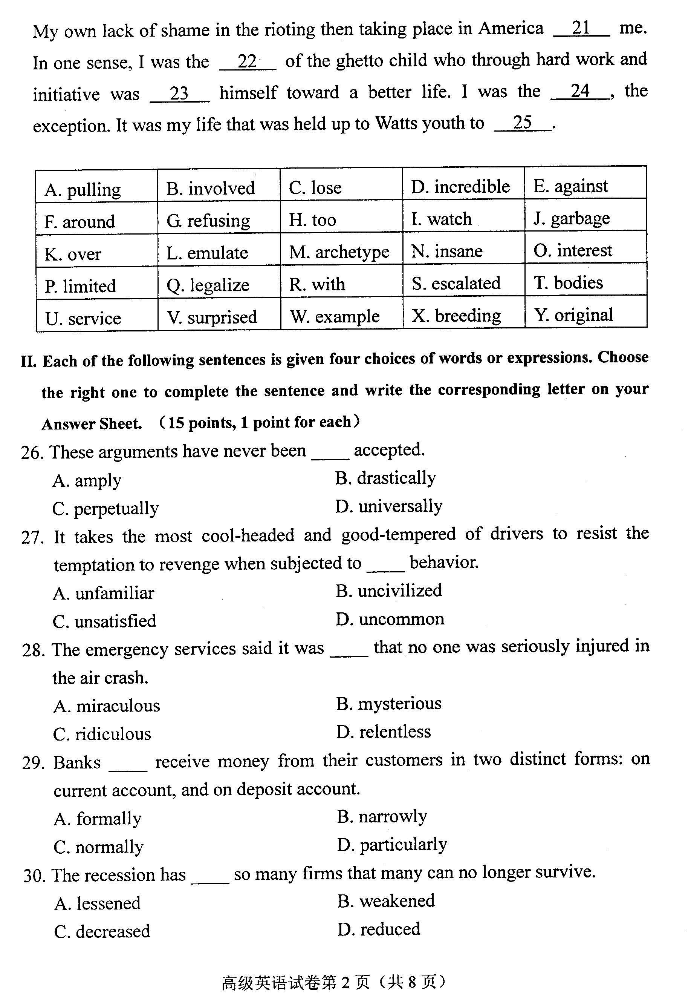 My own lack of shame in the rioting then taking place in America 21 me.
In one sense, I was the 22 of the ghetto child who through hard work and
initiative was 23 himself toward a better life. I was the 24 , the
exception. It was my life that was held up to Watts youth to 25 .
A. pulling B. involved C. lose D. incredible E. against
F. around G. refusing H. too I. watch J. garbage
K. over L. emulate M. archetype N. insane O. interest
P. limited Q. legalize R. with S. escalated T. bodies
U. service V. surprised W. example X. breeding Y. original
II. Each of the following sentences is given four choices of words or expressions. Choose
the right one to complete the sentence and write the corresponding letter on your
Answer Sheet. （15 points, 1 point for each）
26. These arguments have never been ____ accepted.
A. amply B. drastically
C. perpetually D. universally
27. It takes the most cool-headed and good-tempered of drivers to resist the
temptation to revenge when subjected to ____ behavior.
A. unfamiliar B. uncivilized
C. unsatisfied D. uncommon
28. The emergency services said it was ____ that no one was seriously injured in
the air crash.
A. miraculous B. mysterious
C. ridiculous D. relentless
29. Banks ____ receive money from their customers in two distinct forms: on
current account, and on deposit account.
A. formally B. narrowly
C. normally D. particularly
30. The recession has ____ so many firms that many can no longer survive.
A. lessened B. weakened
C. decreased D. reduced
高级英语试卷第 2 页（共 8 页）